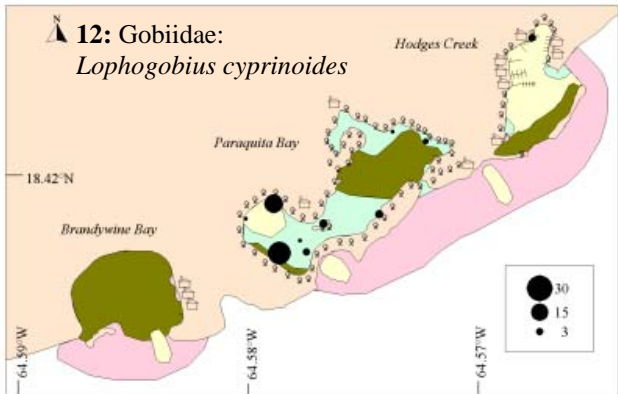 N
12: Gobiidae:
Lophogobius cyprinoides
Hodges Creek
Paraquita Bay
18.42°N
Brandywine Bay
30
15
3
64.59°W
64.58°W
64.57°W